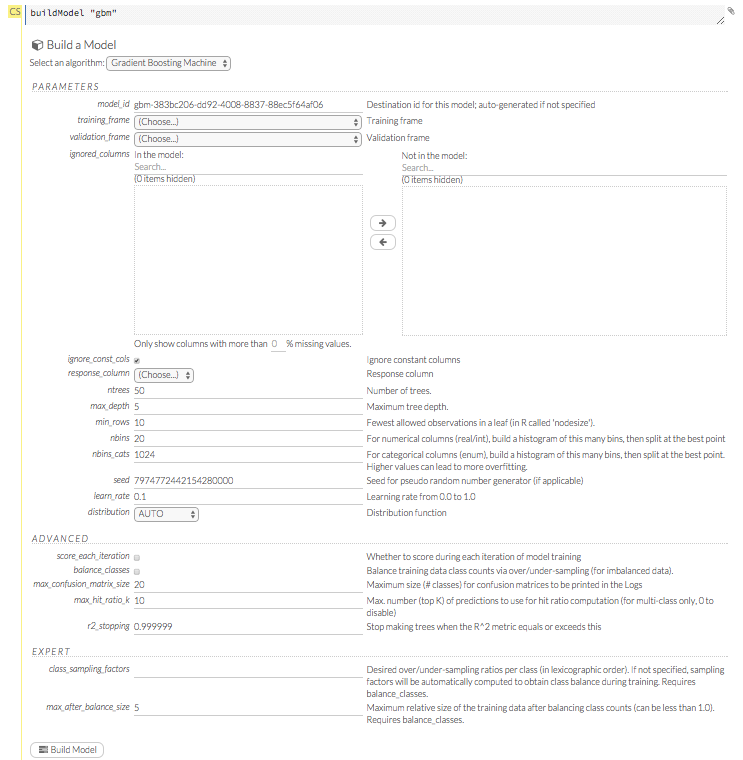 CS buildModel "gbm"
Build a Model
Select an algorithm: Gradient Boosting Machine
PARAMETERS
model_id gbm-383bc206-dd92-4008-8837-88ec5f64af06 Destination id for this model; auto-generated if not specified
training_frame (Choose...) Training frame
validation_frame (Choose...) Validation frame
ignored_columns In the model: Not in the model:
Search... Search...
(0 items hidden) (0 items hidden)
Only show columns with more than 0 % missing values.
ignore_const_cols Ignore constant columns
response_column (Choose...) Response column
ntrees 50 Number of trees.
max_depth 5 Maximum tree depth.
min_rows 10 Fewest allowed observations in a leaf (in R called 'nodesize').
nbins 20 For numerical columns (real/int), build a histogram of this many bins, then split at the best point
nbins_cats 1024 For categorical columns (enum), build a histogram of this many bins, then split at the best point.
Higher values can lead to more overfitting.
seed 7974772442154280000 Seed for pseudo random number generator (if applicable)
learn_rate 0.1 Learning rate from 0.0 to 1.0
distribution AUTO Distribution function
ADVANCED
score_each_iteration Whether to score during each iteration of model training
balance_classes Balance training data class counts via over/under-sampling (for imbalanced data).
max_confusion_matrix_size 20 Maximum size (# classes) for confusion matrices to be printed in the Logs
max_hit_ratio_k 10 Max. number (top K) of predictions to use for hit ratio computation (for multi-class only, 0 to
disable)
r2_stopping 0.999999 Stop making trees when the R^2 metric equals or exceeds this
EXPERT
class_sampling_factors Desired over/under-sampling ratios per class (in lexicographic order). If not specified, sampling
factors will be automatically computed to obtain class balance during training. Requires
balance_classes.
max_after_balance_size 5 Maximum relative size of the training data after balancing class counts (can be less than 1.0).
Requires balance_classes.
Build Model